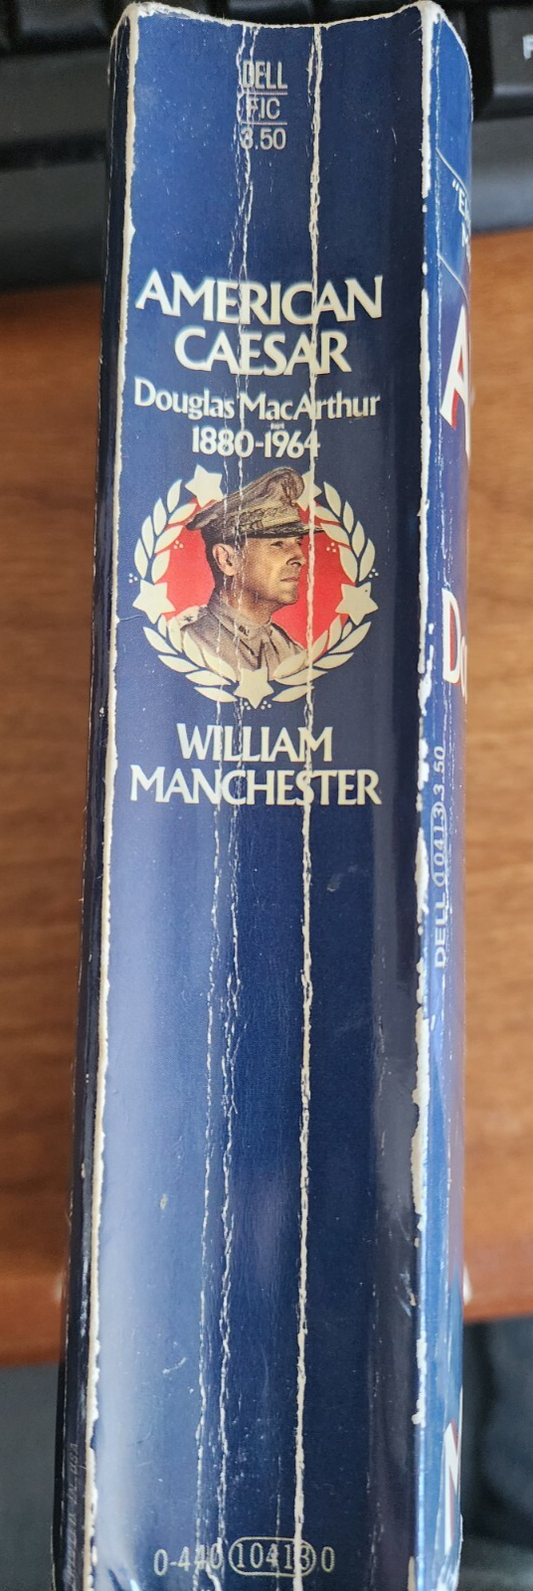 DELL
FIC
3.50
AMERICAN
CAESAR
Douglas MacArthur
1880-1964
WILLIAM
MANCHESTER
0-440 10413 0
DELL 10413 3.50